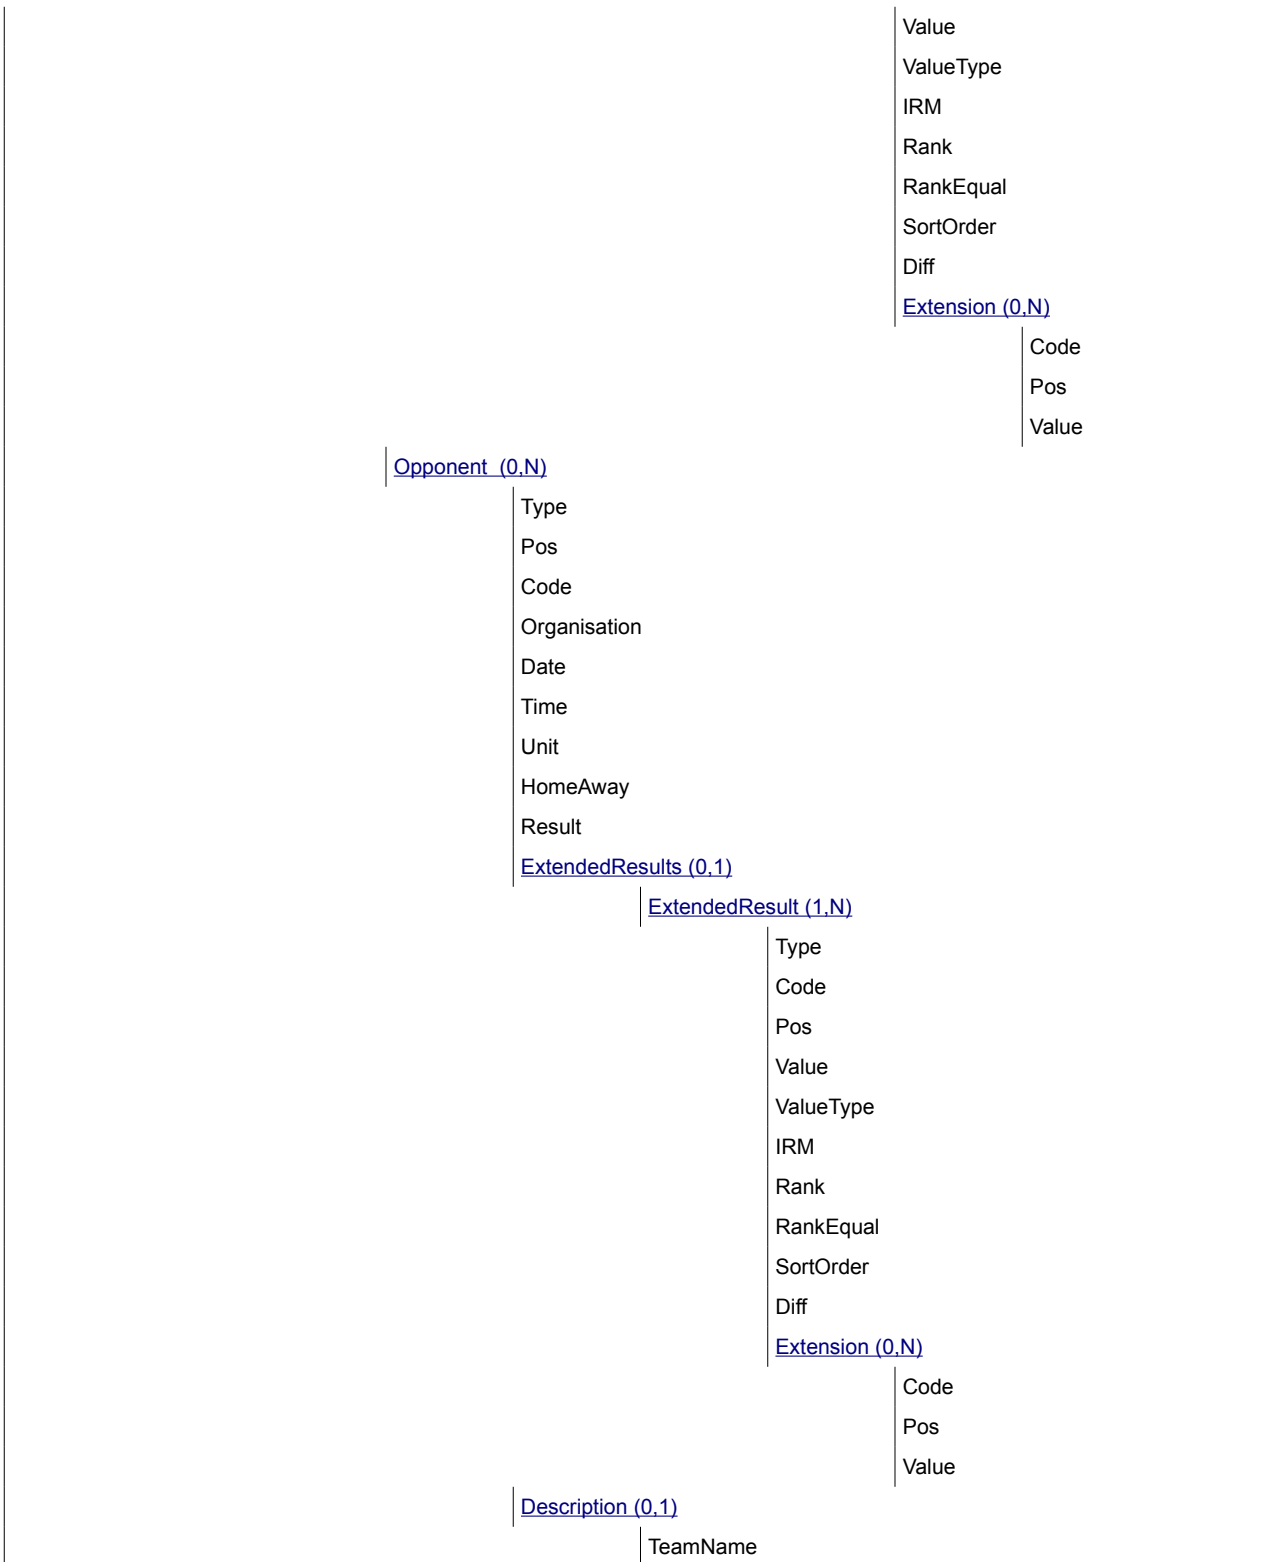 Value
ValueType
IRM
Rank
RankEqual
SortOrder
Diff
Extension (0,N)
Code
Pos
Value
Opponent  (0,N)
Type
Pos
Code
Organisation
Date
Time
Unit
HomeAway
Result
ExtendedResults (0,1)
ExtendedResult (1,N)
Type
Code
Pos
Value
ValueType
IRM
Rank
RankEqual
SortOrder
Diff
Extension (0,N)
Code
Pos
Value
Description (0,1)
TeamName